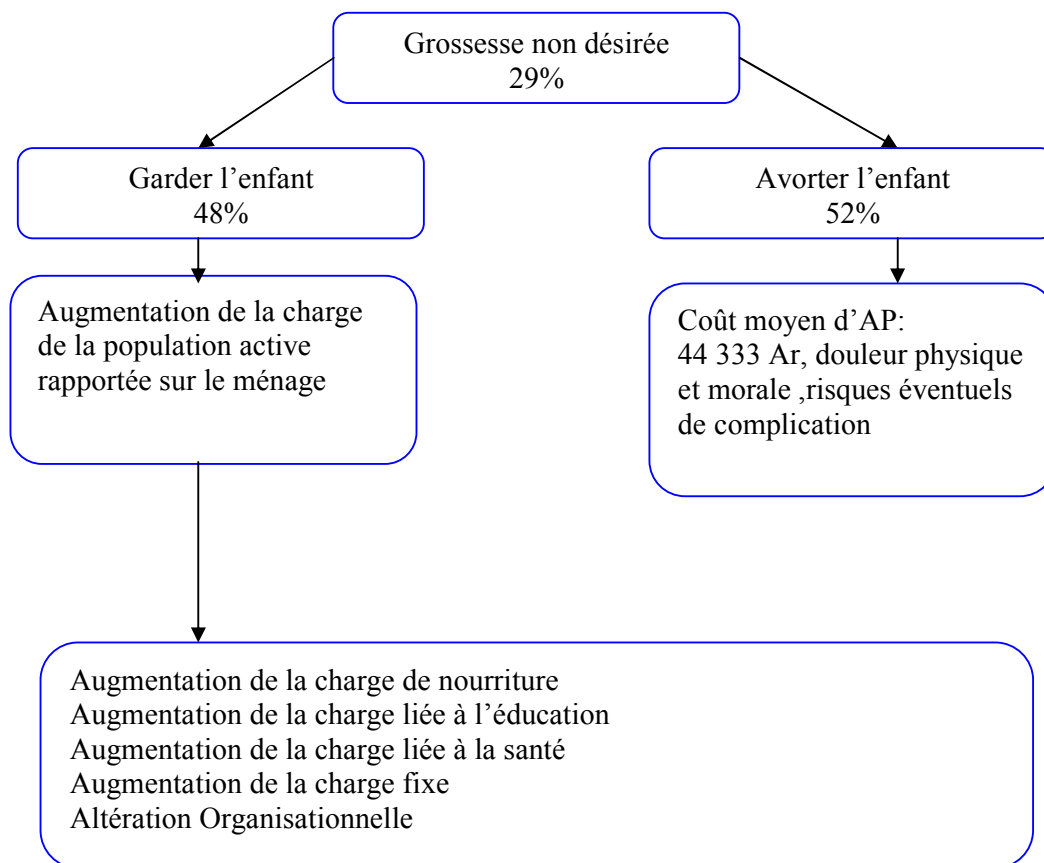 Grossesse non désirée
29%
Garder l’enfant
48%
Avorter l’enfant
52%
Augmentation de la charge
de la population active
rapportée sur le ménage
Coût moyen d’AP:
44 333 Ar, douleur physique
et morale ,risques éventuels
de complication
Augmentation de la charge de nourriture
Augmentation de la charge liée à l’éducation
Augmentation de la charge liée à la santé
Augmentation de la charge fixe
Altération Organisationnelle